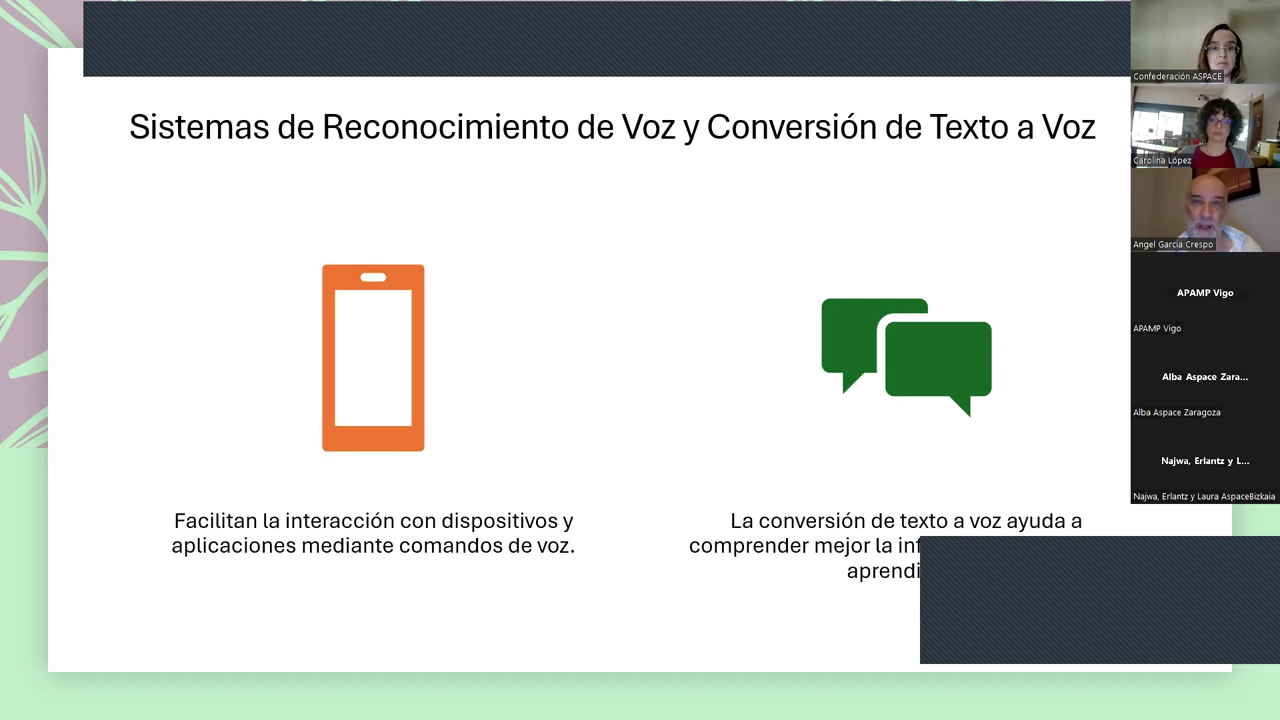 Sistemas de Reconocimiento de Voz y Conversión de Texto a Voz
Facilitan la interacción con dispositivos y
aplicaciones mediante comandos de voz.
La conversión de texto a voz ayuda a
comprender mejor la
Confederación ASPACE
Carolina López
Angel García Crespo
APAMP Vigo
APAMP Vigo
Alba Aspace Zara...
Alba Aspace Zaragoza
Najwa, Erlantz y L...
Najwa, Erlantz y Laura AspaceBizkaia